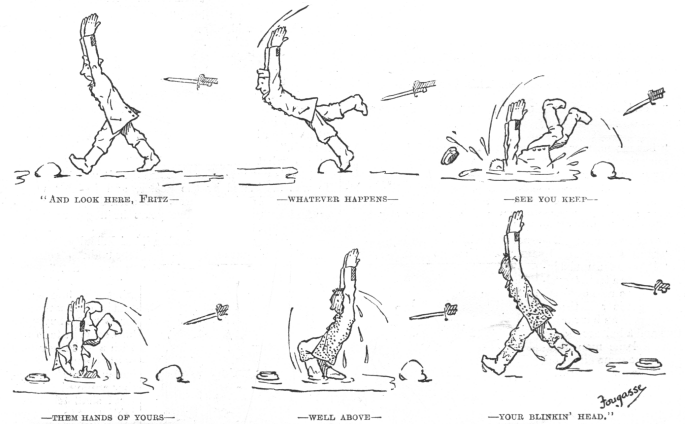 "And look here, Fritz—
—whatever happens—
—see you keep—
—them hands of yours—
—well above—
—your blinkin' head."
Fougasse